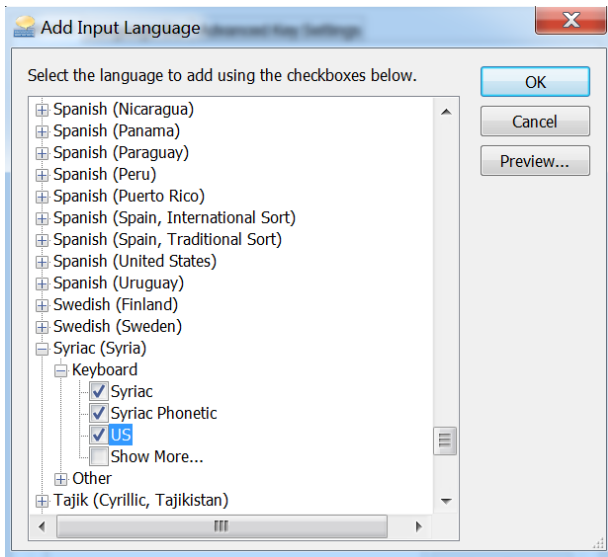 Add Input Language
Select the language to add using the checkboxes below.
OK
Cancel
Preview...
Spanish (Nicaragua)
Spanish (Panama)
Spanish (Paraguay)
Spanish (Peru)
Spanish (Puerto Rico)
Spanish (Spain, International Sort)
Spanish (Spain, Traditional Sort)
Spanish (United States)
Spanish (Uruguay)
Swedish (Finland)
Swedish (Sweden)
Syriac (Syria)
Keyboard
Syriac
Syriac Phonetic
US
Show More...
Other
Tajik (Cyrillic, Tajikistan)